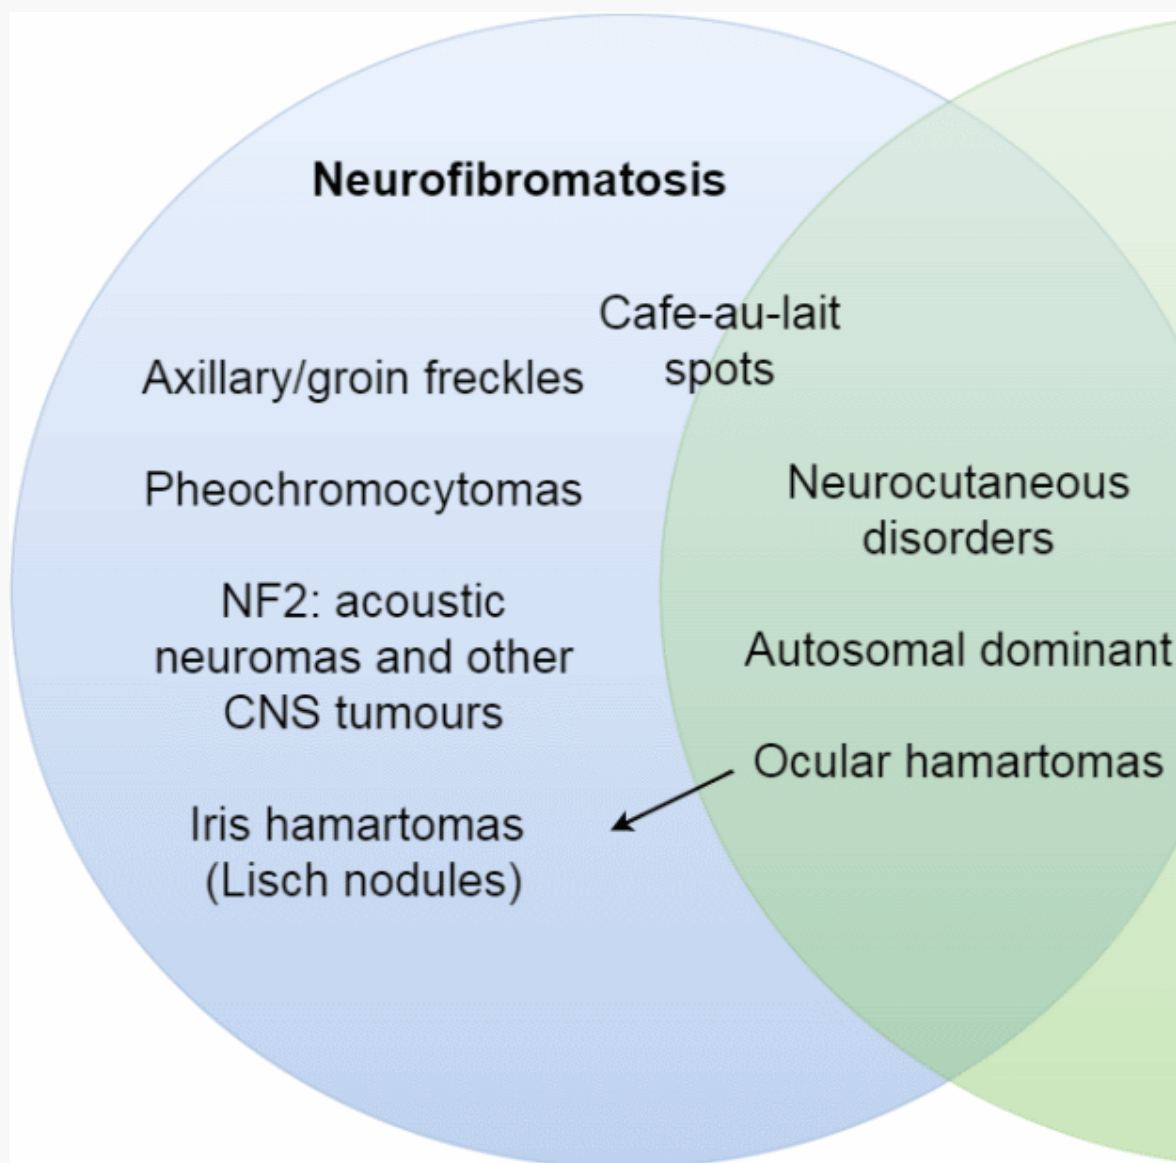 Neurofibromatosis
Cafe-au-lait
spots
Axillary/groin freckles
Pheochromocytomas
NF2: acoustic
neuromas and other
CNS tumours
Iris hamartomas
(Lisch nodules)
Neurocutaneous
disorders
Autosomal dominant
Ocular hamartomas